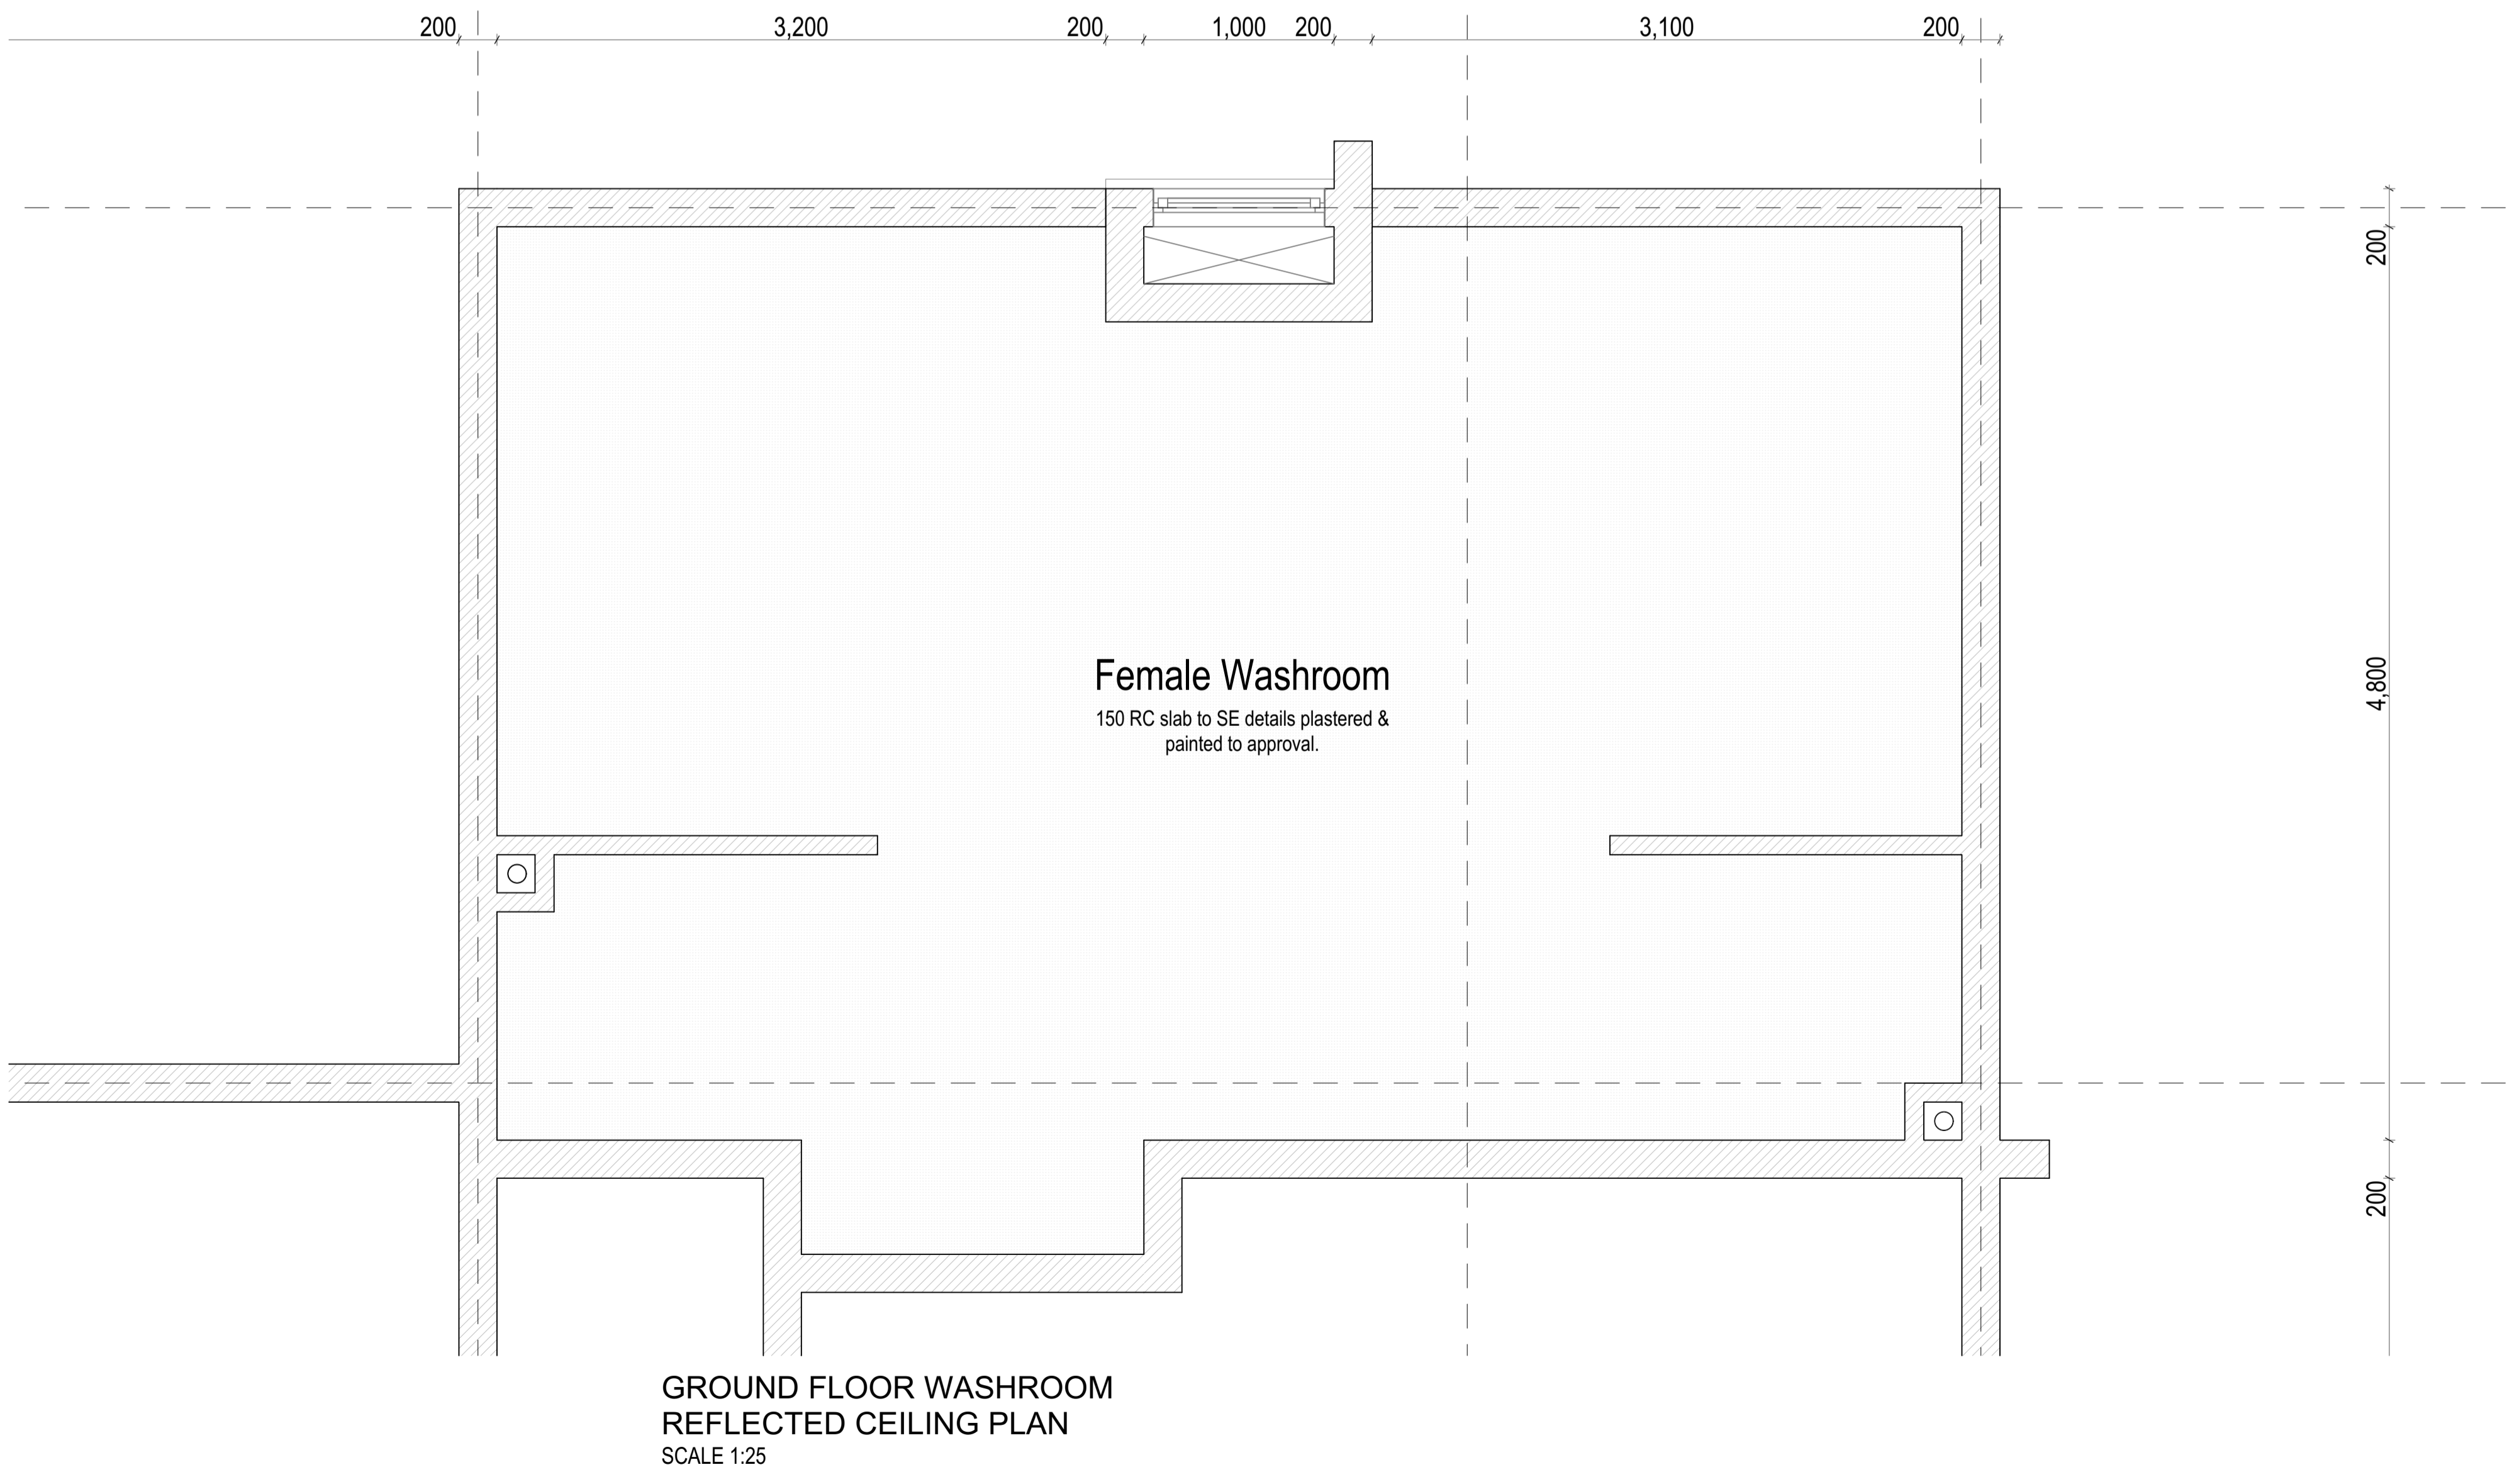 200 3,200 200 1,000 200 3,100 200
200
Female Washroom
4,800
150 RC slab to SE details plastered &
painted to approval.
200
GROUND FLOOR WASHROOM
REFLECTED CEILING PLAN
SCALE 1:25